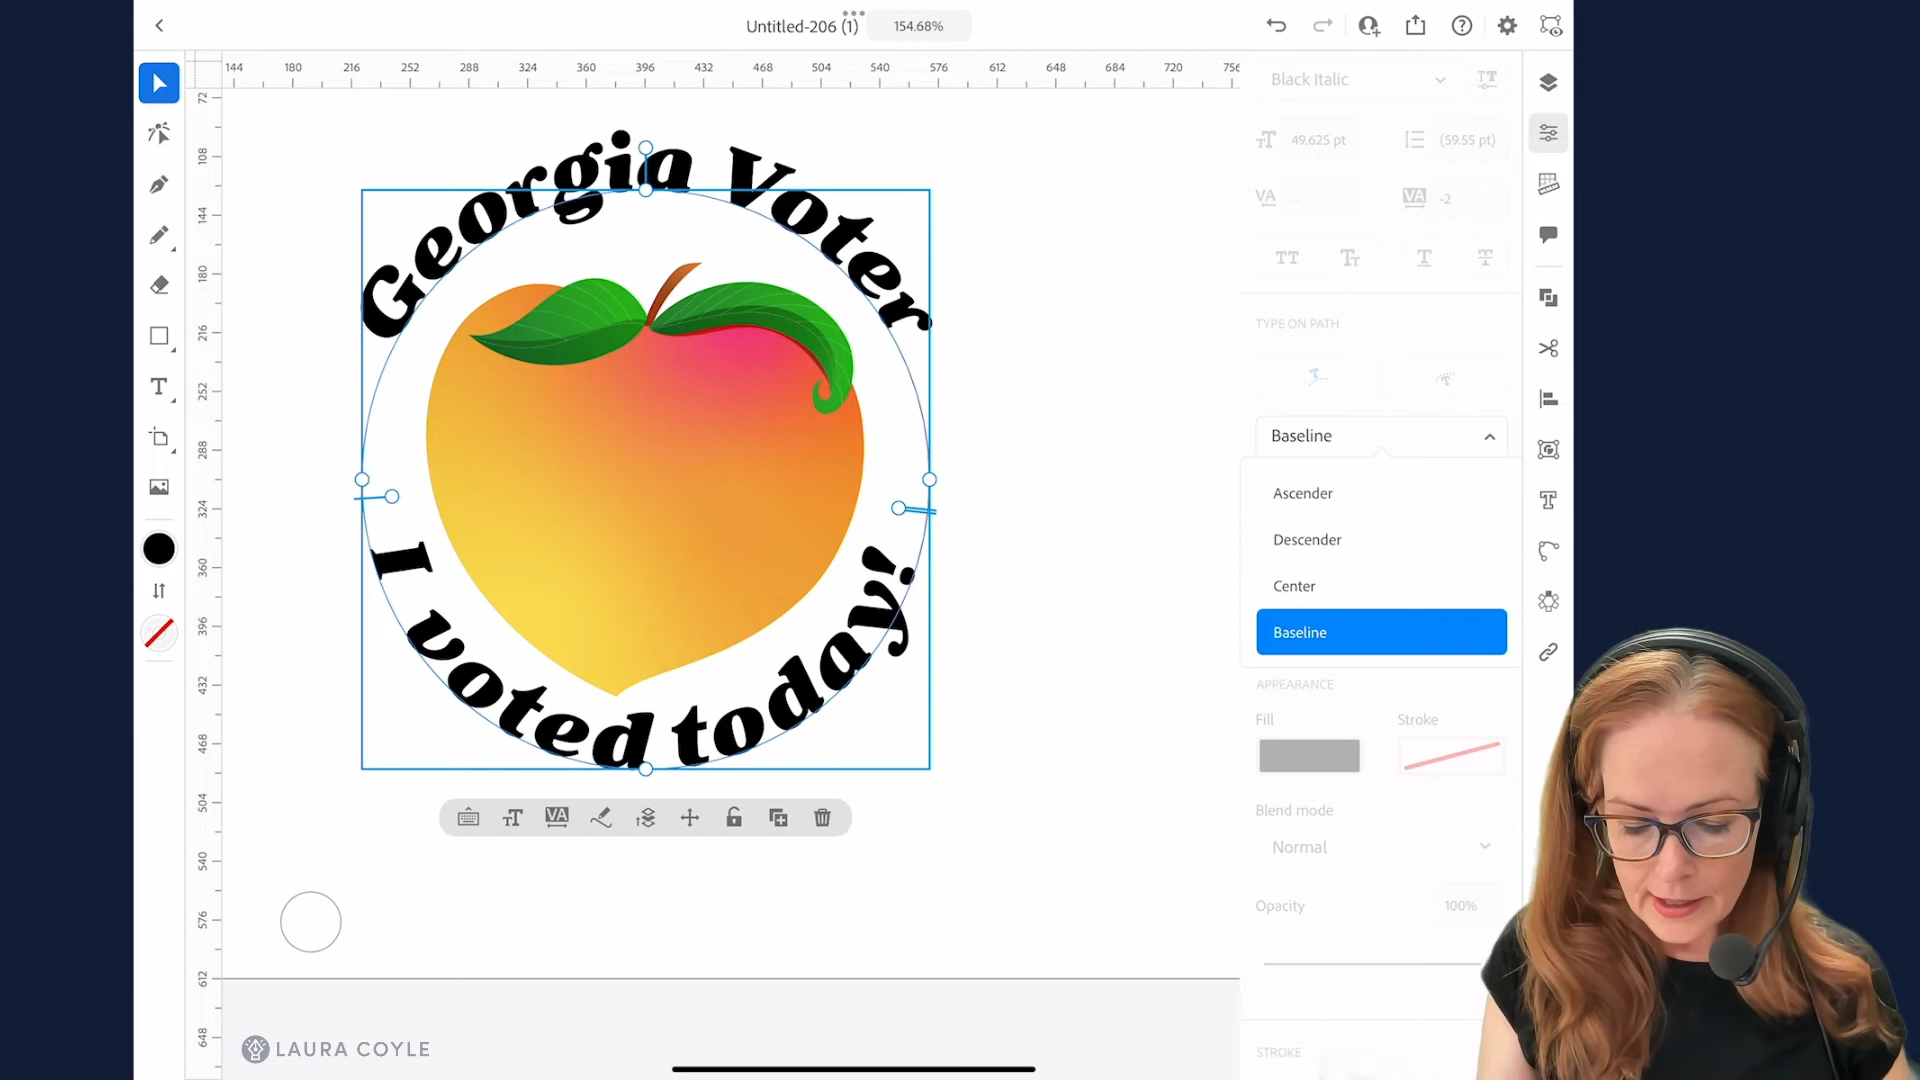 Untitled-206 (1)
154.68%
144 180 216 252 288 324 360 396 432 468 504 540 576 612 648 684 720 756
72
108
144
180
216
252
288
324
360
396
432
468
504
540
576
612
648
Georgia Voter
I voted today!
Black Italic
49.625 pt
(59.55 pt)
VA
VA
-2
TT
Tt
T
T
TYPE ON PATH
Baseline
Ascender
Descender
Center
Baseline
APPEARANCE
Fill
Stroke
Blend mode
Normal
Opacity
100%
STROKE
LAURA COYLE